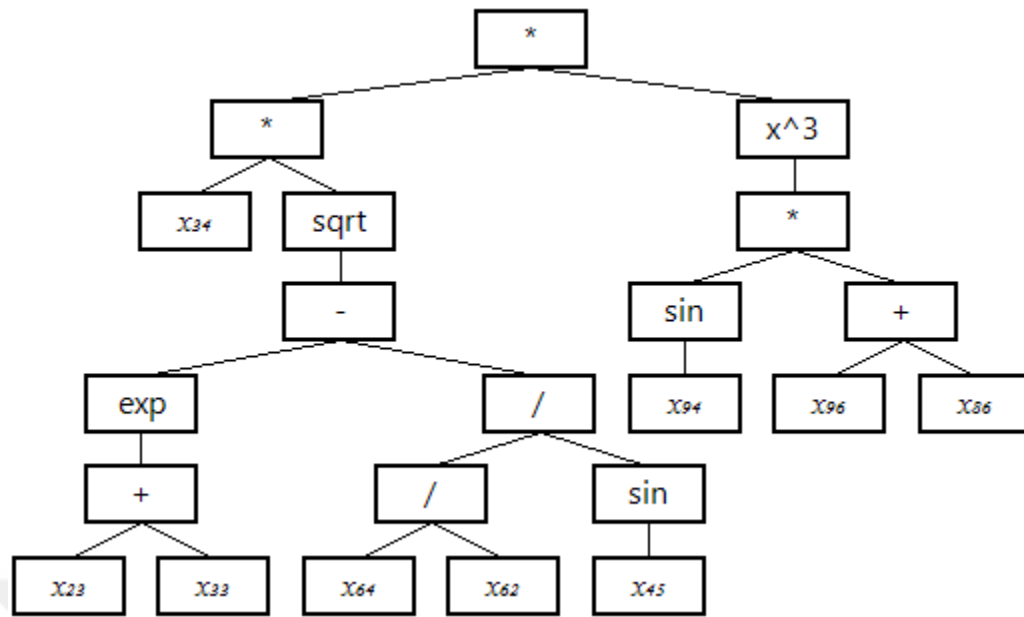 *
* x^3
x34 sqrt *
- sin +
exp / x94 x96 x86
+ / sin
x23 x33 x64 x62 x45